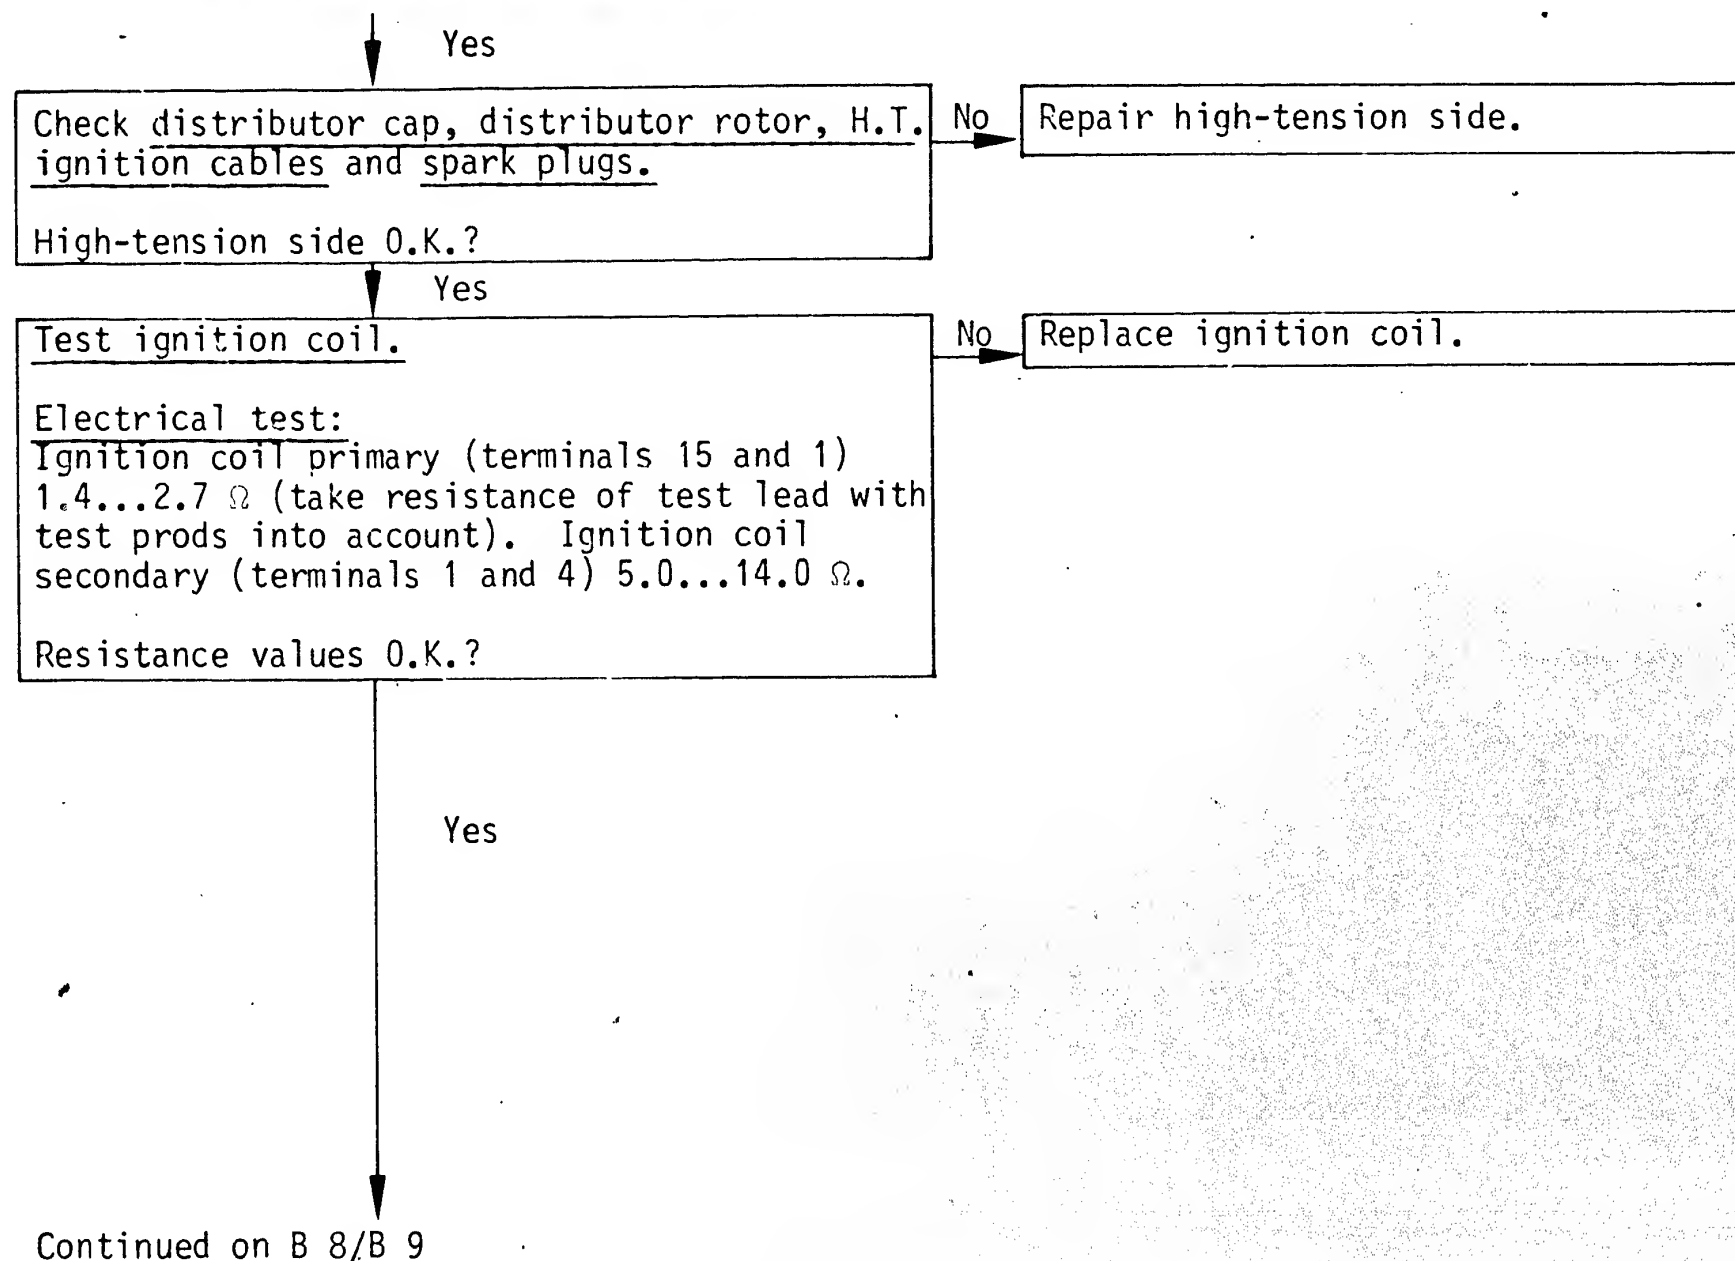 Yes
Check distributor cap, distributor rotor, H.T.
ignition cables and spark plugs.
High-tension side O.K.?
No
Repair high-tension side.
Yes
Test ignition coil.
Electrical test:
Ignition coil primary (terminals 15 and 1)
1.4...2.7 Ω (take resistance of test lead with
test prods into account). Ignition coil
secondary (terminals 1 and 4) 5.0...14.0 Ω.
Resistance values O.K.?
No
Replace ignition coil.
Yes
Continued on B 8/B 9